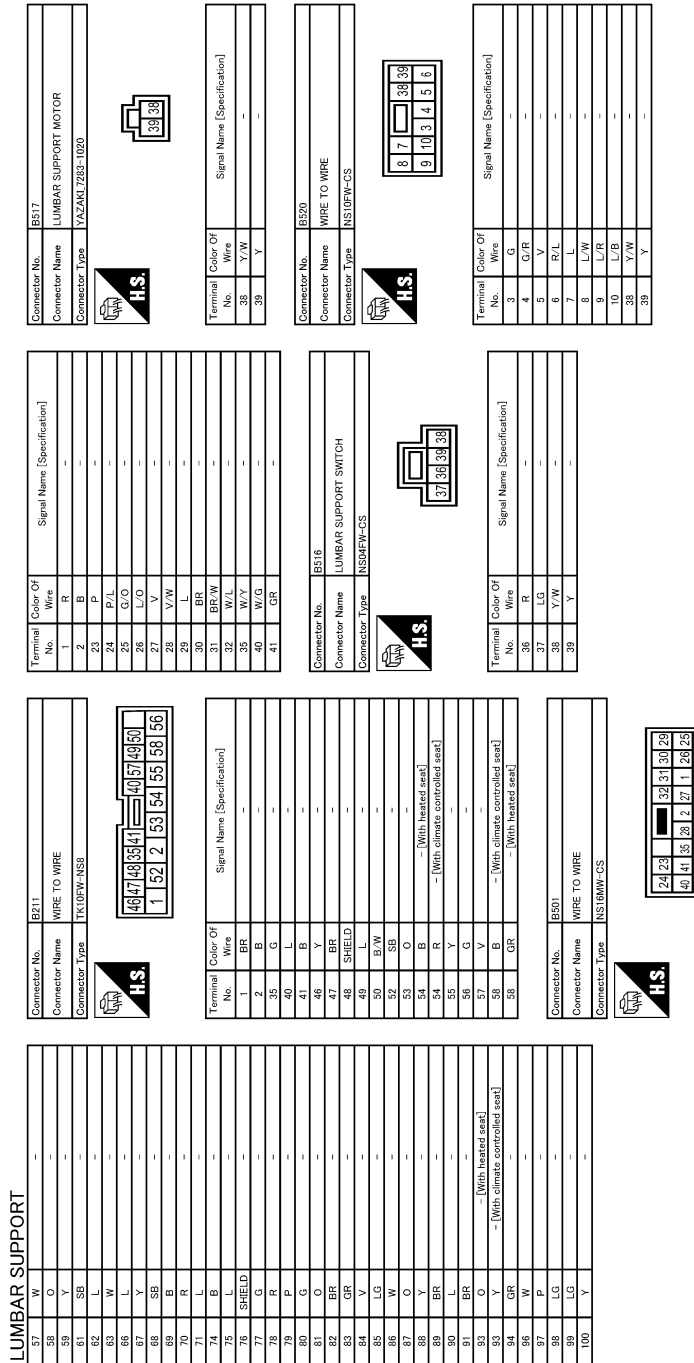 LUMBAR SUPPORT
57 W –
58 O –
59 Y –
61 SB –
62 L –
63 W –
66 L –
67 Y –
68 SB –
69 B –
70 R –
71 L –
74 B –
75 L –
76 SHIELD –
77 G –
78 R –
79 P –
80 G –
81 O –
82 BR –
83 GR –
84 V –
85 LG –
86 W –
87 O –
88 Y –
89 BR –
90 L –
91 BR –
93 O – [With heated seat]
93 Y – [With climate controlled seat]
94 GR –
96 W –
97 P –
98 LG –
99 LG –
100 Y –
Connector No. B211
Connector Name WIRE TO WIRE
Connector Type TK10FW-NS8
H.S.
46 47 48 35 41 40 57 49 50
1 52 2 53 54 55 58 56
Terminal No. Color Of Wire Signal Name [Specification]
1 BR –
2 B –
35 G –
40 L –
41 B –
46 Y –
47 BR –
48 SHIELD –
49 L –
50 B/W –
52 SB –
53 O –
54 B – [With heated seat]
54 R – [With climate controlled seat]
55 Y –
56 G –
57 V –
58 B – [With climate controlled seat]
58 GR – [With heated seat]
Connector No. B501
Connector Name WIRE TO WIRE
Connector Type NS16MW-CS
H.S.
24 23 32 31 30 29
40 41 35 28 2 27 1 26 25
Terminal No. Color Of Wire Signal Name [Specification]
1 R –
2 B –
23 P –
24 P/L –
25 G/O –
26 L/O –
27 V –
28 V/W –
29 L –
30 BR –
31 BR/W –
32 W/L –
35 W/Y –
40 W/G –
41 GR –
Connector No. B516
Connector Name LUMBAR SUPPORT SWITCH
Connector Type NS04FW-CS
H.S.
37 36 39 38
Terminal No. Color Of Wire Signal Name [Specification]
36 R –
37 LG –
38 Y/W –
39 Y –
Connector No. B517
Connector Name LUMBAR SUPPORT MOTOR
Connector Type YAZAKI_7283-1020
H.S.
39 38
Terminal No. Color Of Wire Signal Name [Specification]
38 Y/W –
39 Y –
Connector No. B520
Connector Name WIRE TO WIRE
Connector Type NS10FW-CS
H.S.
8 7 38 39
9 10 3 4 5 6
Terminal No. Color Of Wire Signal Name [Specification]
3 G –
4 G/R –
5 V –
6 R/L –
7 L –
8 L/W –
9 L/R –
10 L/B –
38 Y/W –
39 Y –